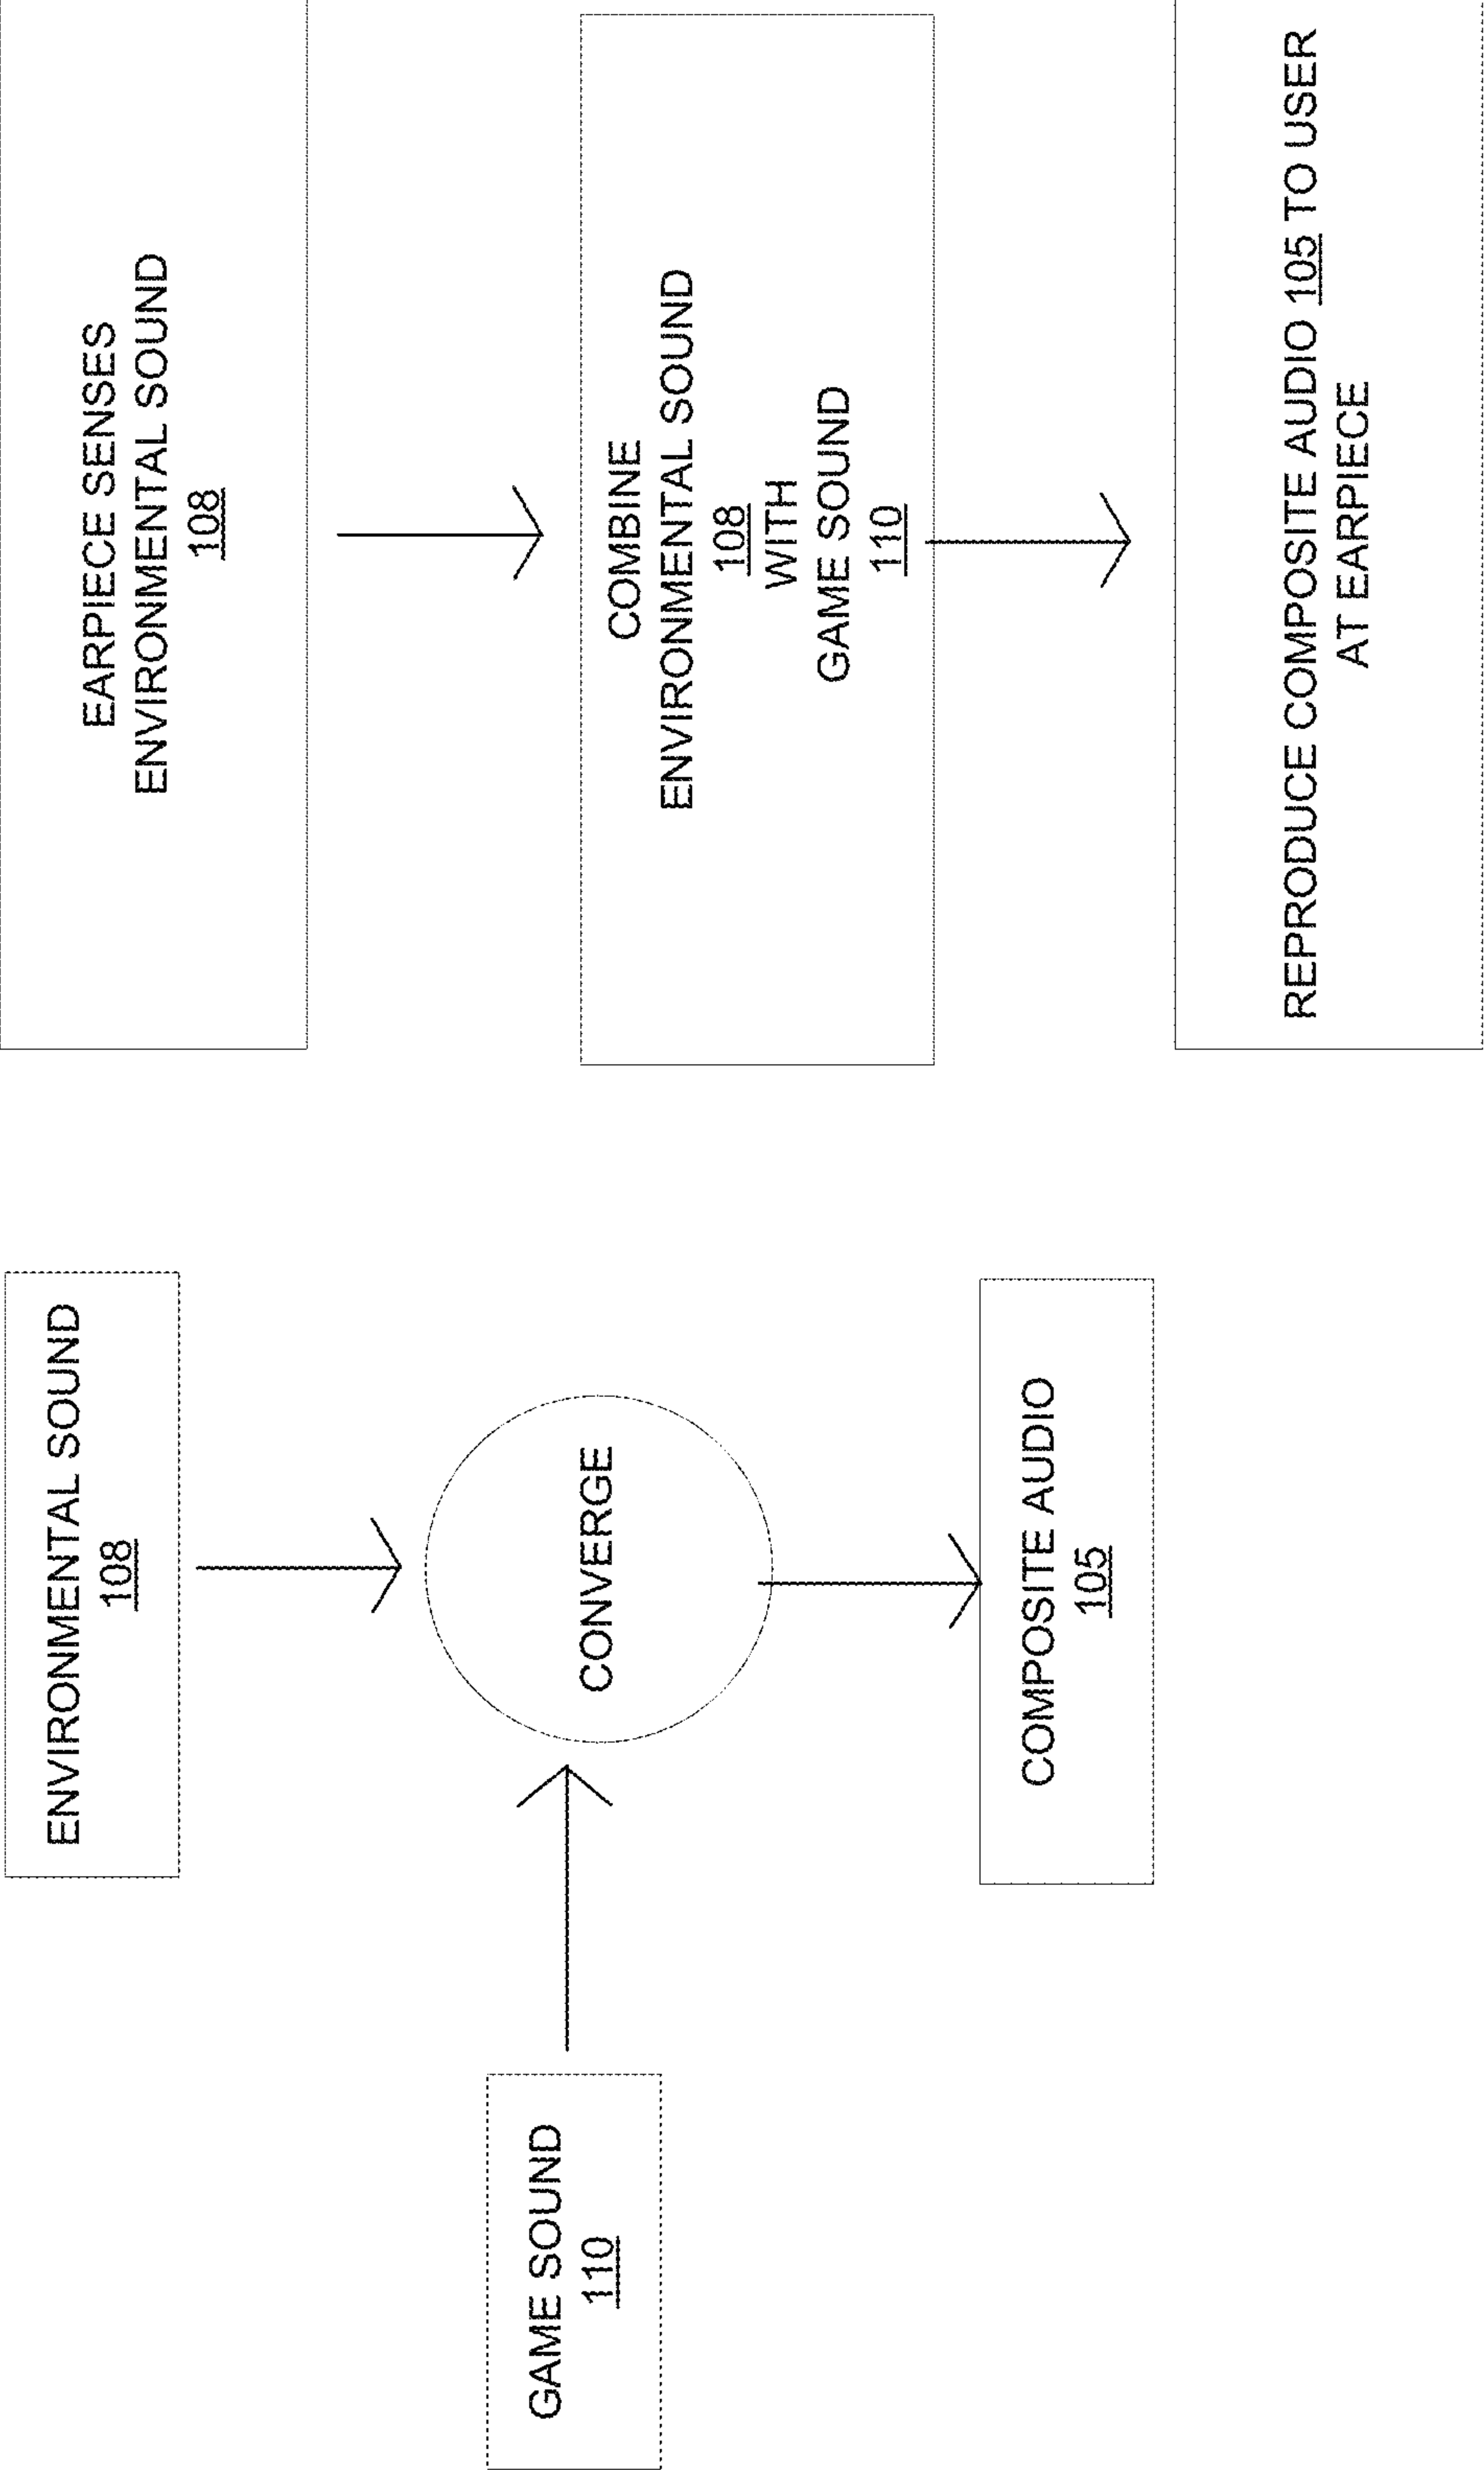 ENVIRONMENTAL SOUND
108
GAME SOUND
110
CONVERGE
COMPOSITE AUDIO
105
EARPIECE SENSES
ENVIRONMENTAL SOUND
108
COMBINE
ENVIRONMENTAL SOUND
108
WITH
GAME SOUND
110
REPRODUCE COMPOSITE AUDIO 105 TO USER
AT EARPIECE